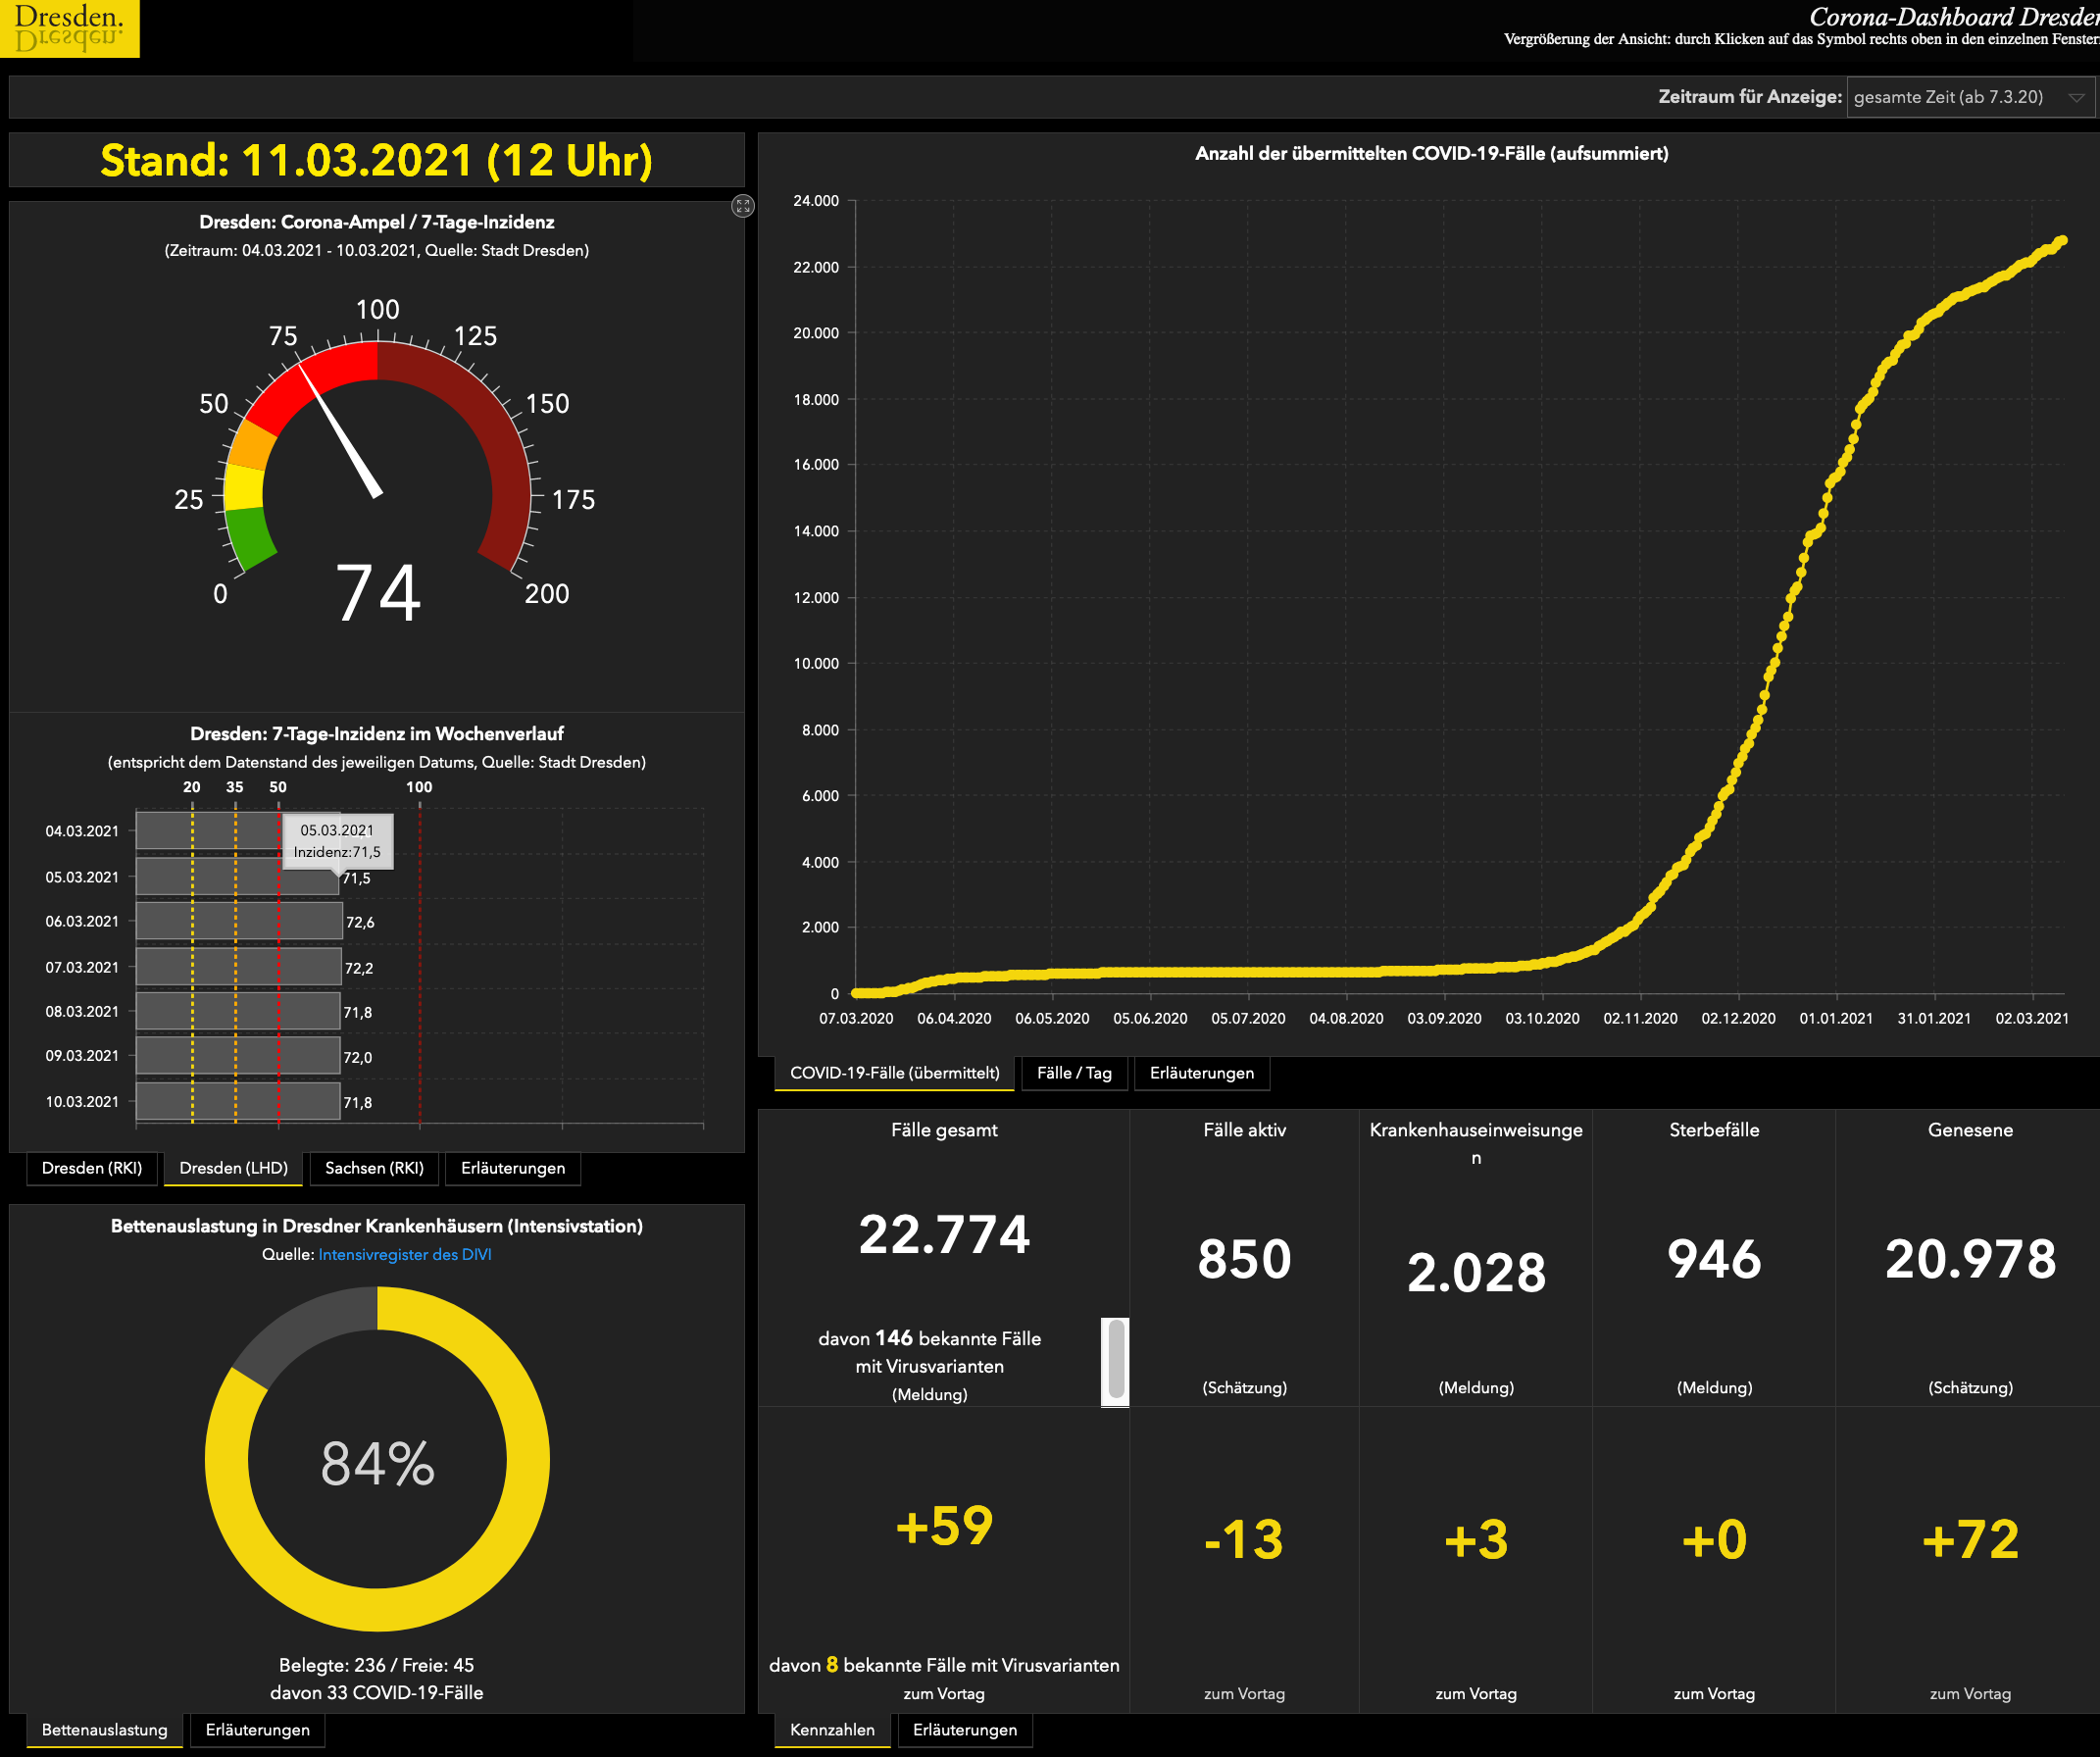 Dresden.
Corona-Dashboard Dresden
Vergrößerung der Ansicht: durch Klicken auf das Symbol rechts oben in den einzelnen Fenster
Zeitraum für Anzeige: gesamte Zeit (ab 7.3.20)
Stand: 11.03.2021 (12 Uhr)
Dresden: Corona-Ampel / 7-Tage-Inzidenz
(Zeitraum: 04.03.2021 - 10.03.2021, Quelle: Stadt Dresden)
0
25
50
75
100
125
150
175
200
74
Dresden: 7-Tage-Inzidenz im Wochenverlauf
(entspricht dem Datenstand des jeweiligen Datums, Quelle: Stadt Dresden)
20 35 50 100
04.03.2021
05.03.2021
Inzidenz:71,5
05.03.2021 71,5
06.03.2021 72,6
07.03.2021 72,2
08.03.2021 71,8
09.03.2021 72,0
10.03.2021 71,8
Dresden (RKI) Dresden (LHD) Sachsen (RKI) Erläuterungen
Bettenauslastung in Dresdner Krankenhäusern (Intensivstation)
Quelle: Intensivregister des DIVI
84%
Belegte: 236 / Freie: 45
davon 33 COVID-19-Fälle
Bettenauslastung Erläuterungen
Anzahl der übermittelten COVID-19-Fälle (aufsummiert)
24.000
22.000
20.000
18.000
16.000
14.000
12.000
10.000
8.000
6.000
4.000
2.000
0
07.03.2020 06.04.2020 06.05.2020 05.06.2020 05.07.2020 04.08.2020 03.09.2020 03.10.2020 02.11.2020 02.12.2020 01.01.2021 31.01.2021 02.03.2021
COVID-19-Fälle (übermittelt) Fälle / Tag Erläuterungen
Fälle gesamt
22.774
davon 146 bekannte Fälle
mit Virusvarianten
(Meldung)
+59
davon 8 bekannte Fälle mit Virusvarianten
zum Vortag
Fälle aktiv
850
(Schätzung)
-13
zum Vortag
Krankenhauseinweisunge
n
2.028
(Meldung)
+3
zum Vortag
Sterbefälle
946
(Meldung)
+0
zum Vortag
Genesene
20.978
(Schätzung)
+72
zum Vortag
Kennzahlen Erläuterungen